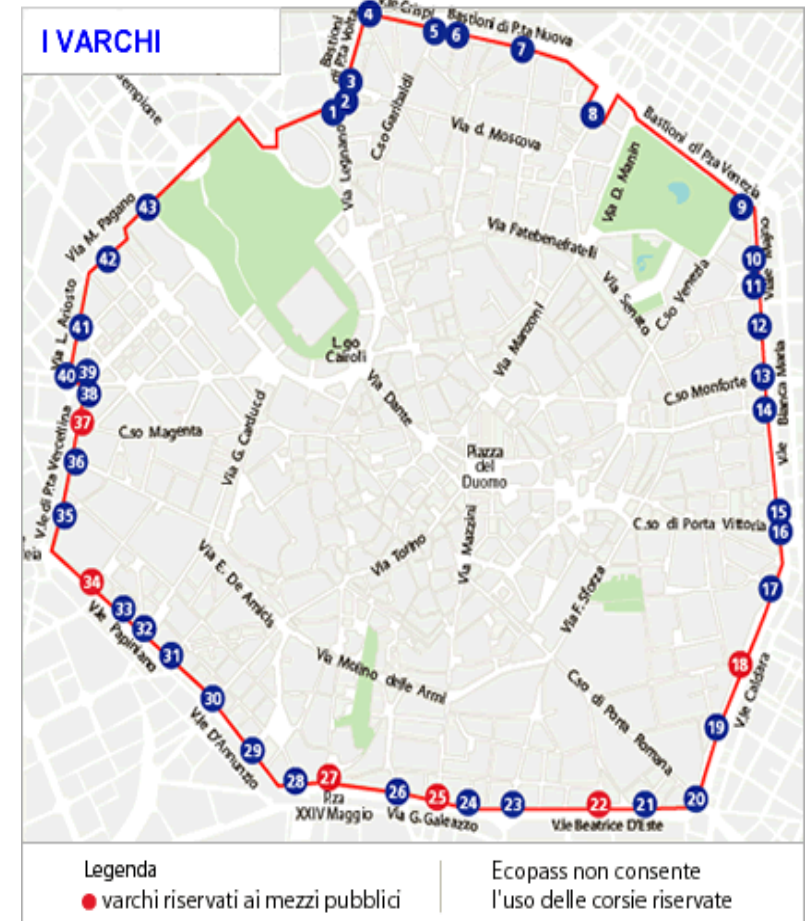 I VARCHI
4
V.le Crispi
5
6
Bastioni di P.ta Nuova
7
Bastioni
di P.ta Volta
3
2
1
8
Sempione
C.so Garibaldi
Via Legnano
Via d. Moscova
Via D. Manin
Bastioni di P.ta Venezia
43
9
Via M. Pagano
42
Via Fatebenefratelli
10
11
Viale Majno
Via Senato
C.so Venezia
41
Via L. Ariosto
12
L.go
Cairoli
Via Manzoni
40
39
38
13
C.so Monforte
14
V.le Bianca Maria
Via Dante
37
C.so Magenta
Via G. Carducci
Piazza
del
Duomo
V.le di P.ta Vercellina
36
35
15
16
C.so di Porta Vittoria
Via Mazzini
Via Torino
Via E. De Amicis
34
17
33
32
31
V.le Papiniano
Via F. Sforza
Via Molino delle Armi
18
V.le Caldara
C.so di Porta Romana
30
19
V.le D'Annunzio
29
28
27
26
25
24
23
22
21
20
P.za
XXIV Maggio
Via G. Galeazzo
V.le Beatrice D'Este
Legenda
varchi riservati ai mezzi pubblici
Ecopass non consente
l'uso delle corsie riservate